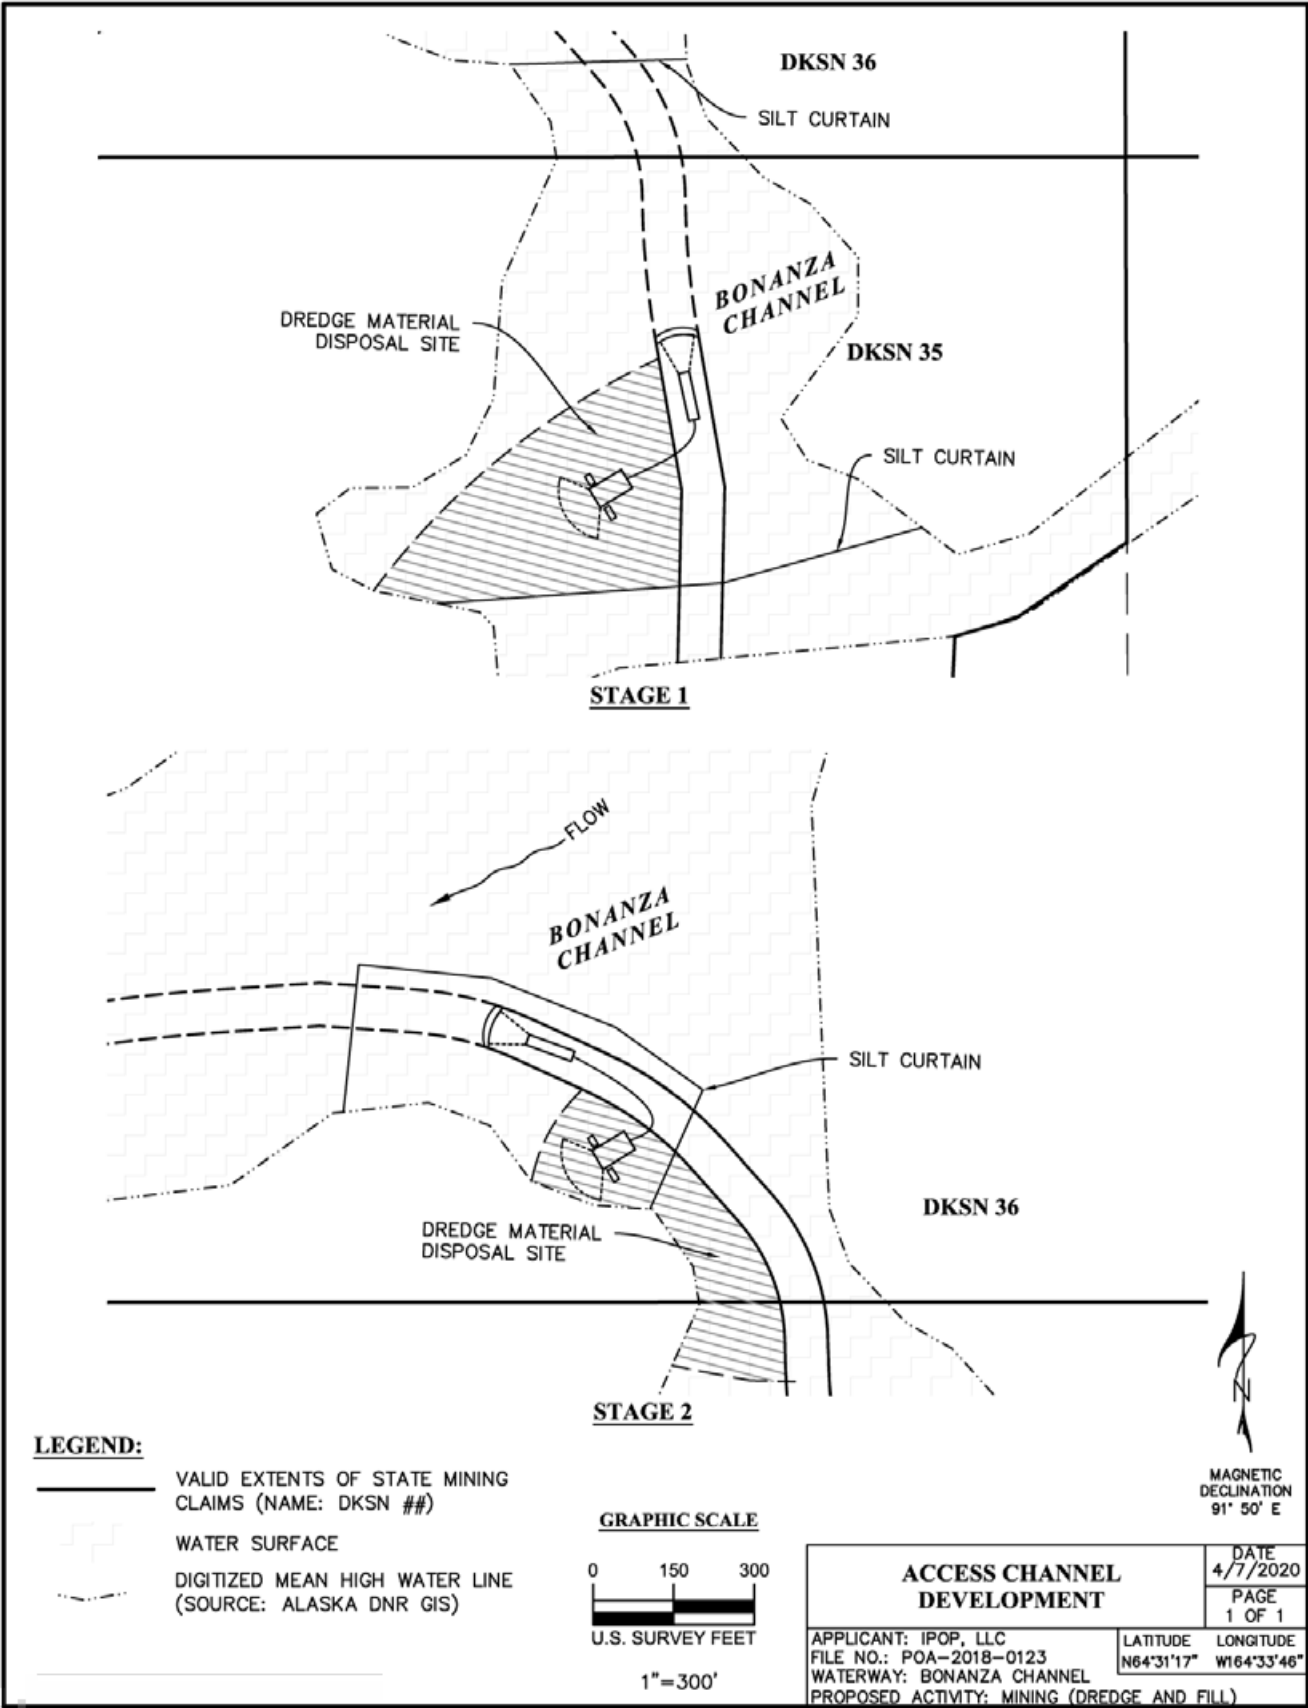 DKSN 36
SILT CURTAIN
BONANZA
CHANNEL
DREDGE MATERIAL
DISPOSAL SITE
DKSN 35
SILT CURTAIN
STAGE 1
FLOW
BONANZA
CHANNEL
SILT CURTAIN
DKSN 36
DREDGE MATERIAL
DISPOSAL SITE
STAGE 2
N
MAGNETIC
DECLINATION
91° 50' E
LEGEND:
VALID EXTENTS OF STATE MINING
CLAIMS (NAME: DKSN ##)
WATER SURFACE
DIGITIZED MEAN HIGH WATER LINE
(SOURCE: ALASKA DNR GIS)
GRAPHIC SCALE
0 150 300
U.S. SURVEY FEET
1"=300'
ACCESS CHANNEL
DEVELOPMENT
DATE
4/7/2020
PAGE
1 OF 1
APPLICANT: IPOP, LLC
FILE NO.: POA-2018-0123
WATERWAY: BONANZA CHANNEL
PROPOSED ACTIVITY: MINING (DREDGE AND FILL)
LATITUDE LONGITUDE
N64°31'17" W164°33'46"